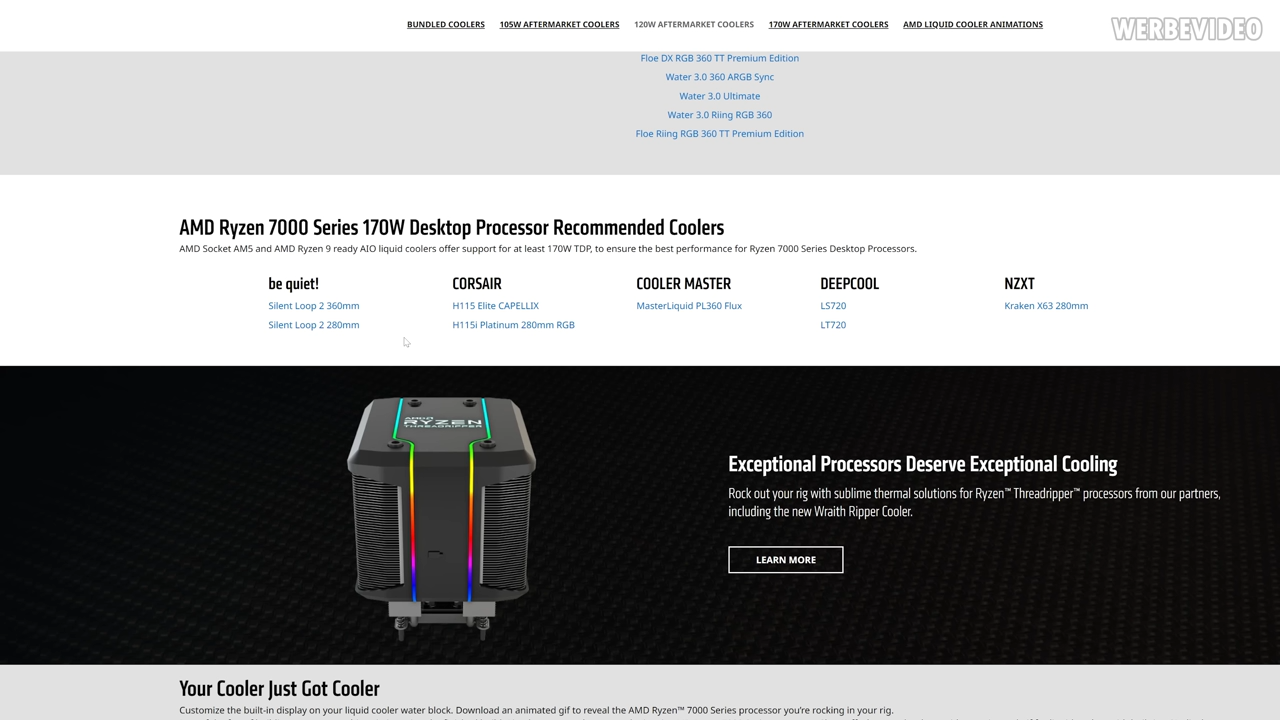 BUNDLED COOLERS 105W AFTERMARKET COOLERS 120W AFTERMARKET COOLERS 170W AFTERMARKET COOLERS AMD LIQUID COOLER ANIMATIONS
WERBEVIDEO
Floe DX RGB 360 TT Premium Edition
Water 3.0 360 ARGB Sync
Water 3.0 Ultimate
Water 3.0 Riing RGB 360
Floe Riing RGB 360 TT Premium Edition
AMD Ryzen 7000 Series 170W Desktop Processor Recommended Coolers
AMD Socket AM5 and AMD Ryzen 9 ready AIO liquid coolers offer support for at least 170W TDP, to ensure the best performance for Ryzen 7000 Series Desktop Processors.
be quiet!
Silent Loop 2 360mm
Silent Loop 2 280mm
CORSAIR
H115 Elite CAPELLIX
H115i Platinum 280mm RGB
COOLER MASTER
MasterLiquid PL360 Flux
DEEPCOOL
LS720
LT720
NZXT
Kraken X63 280mm
AMD
RYZEN
THREADRIPPER
Exceptional Processors Deserve Exceptional Cooling
Rock out your rig with sublime thermal solutions for Ryzen™ Threadripper™ processors from our partners,
including the new Wraith Ripper Cooler.
LEARN MORE
Your Cooler Just Got Cooler
Customize the built-in display on your liquid cooler water block. Download an animated gif to reveal the AMD Ryzen™ 7000 Series processor you're rocking in your rig.